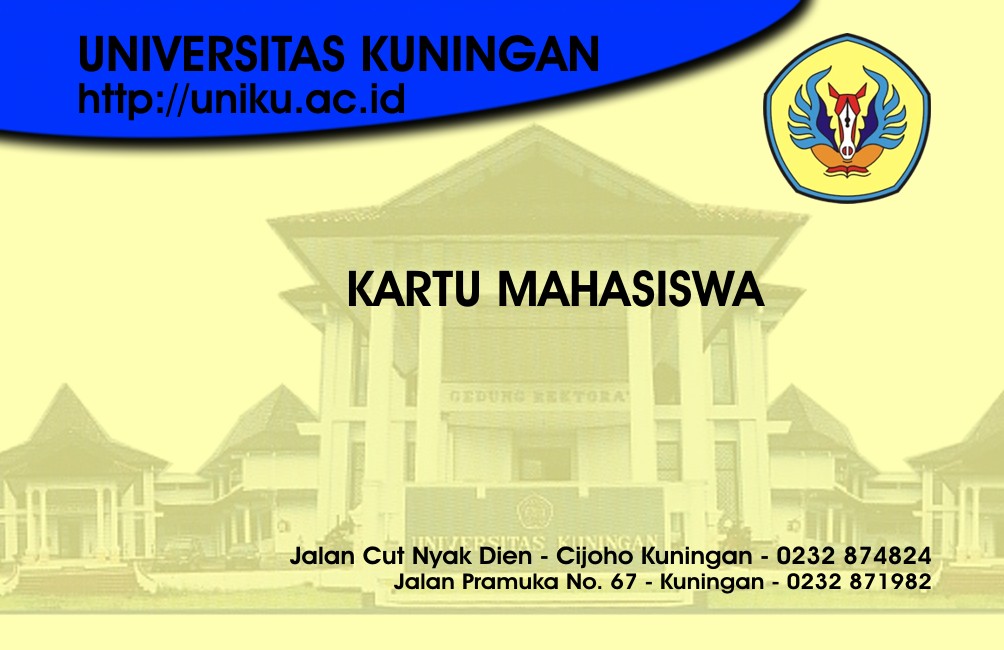 UNIVERSITAS KUNINGAN
http://uniku.ac.id
KARTU MAHASISWA
GEDUNG REKTORAT
UNIVERSITAS KUNINGAN
Jalan Cut Nyak Dien - Cijoho Kuningan - 0232 874824
Jalan Pramuka No. 67 - Kuningan - 0232 871982